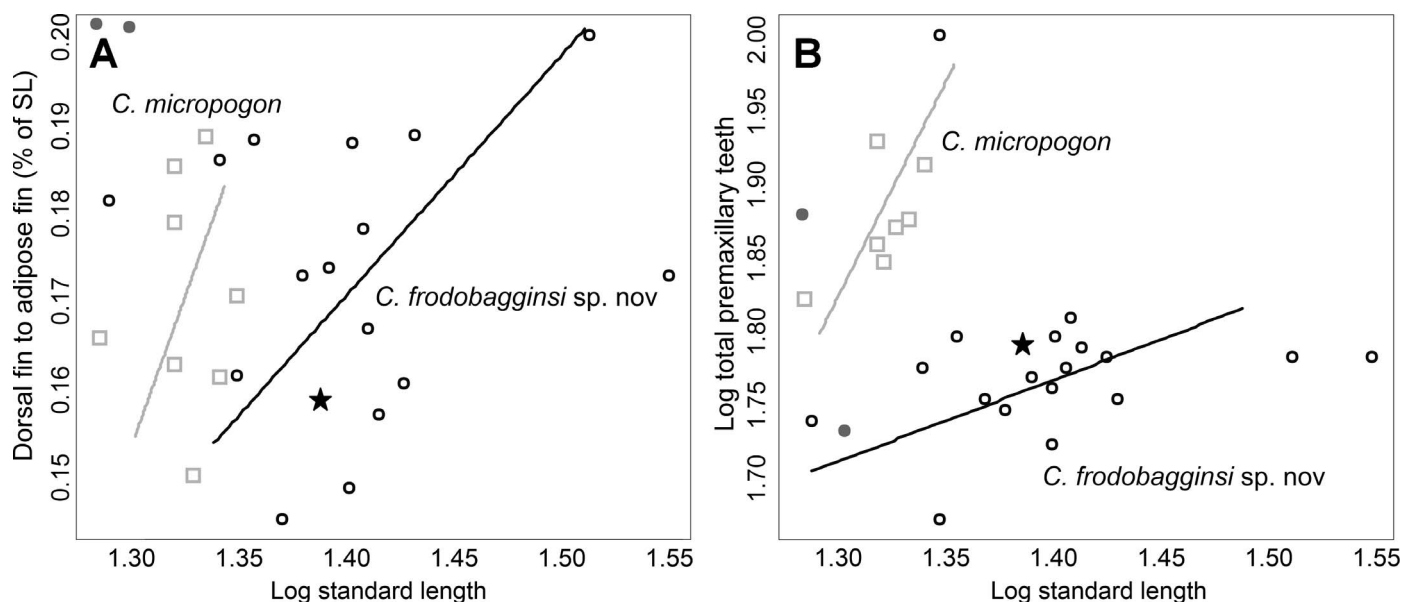 A
Dorsal fin to adipose fin (% of SL)
0.20
0.19
0.18
0.17
0.16
0.15
C. micropogon
C. frodobagginsi sp. nov
1.30 1.35 1.40 1.45 1.50 1.55
Log standard length
B
Log total premaxillary teeth
2.00
1.95
1.90
1.85
1.80
1.75
1.70
C. micropogon
C. frodobagginsi sp. nov
1.30 1.35 1.40 1.45 1.50 1.55
Log standard length